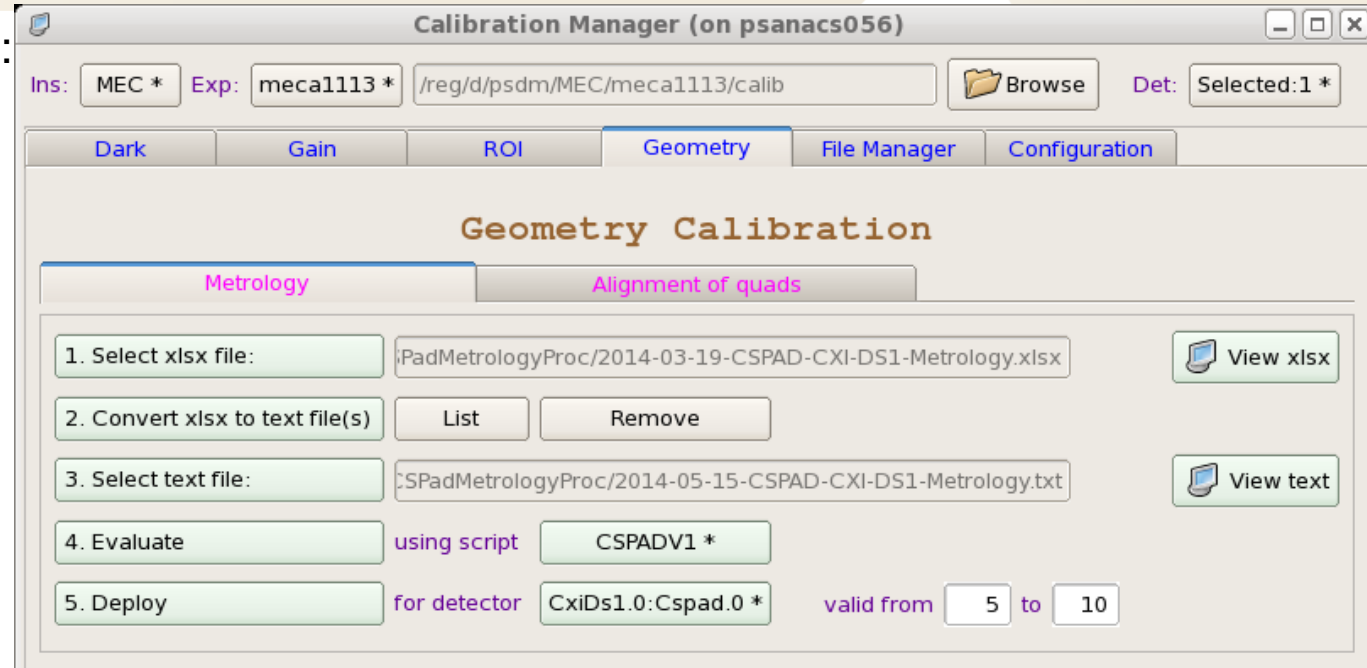 :
Calibration Manager (on psanacs056)
Ins: MEC * Exp: meca1113 * /reg/d/psdm/MEC/meca1113/calib Browse Det: Selected:1 *
Dark Gain ROI Geometry File Manager Configuration
Geometry Calibration
Metrology Alignment of quads
1. Select xlsx file: PadMetrologyProc/2014-03-19-CSPAD-CXI-DS1-Metrology.xlsx View xlsx
2. Convert xlsx to text file(s) List Remove
3. Select text file: CSPadMetrologyProc/2014-05-15-CSPAD-CXI-DS1-Metrology.txt View text
4. Evaluate using script CSPADV1 *
5. Deploy for detector CxiDs1.0:Cspad.0 * valid from 5 to 10